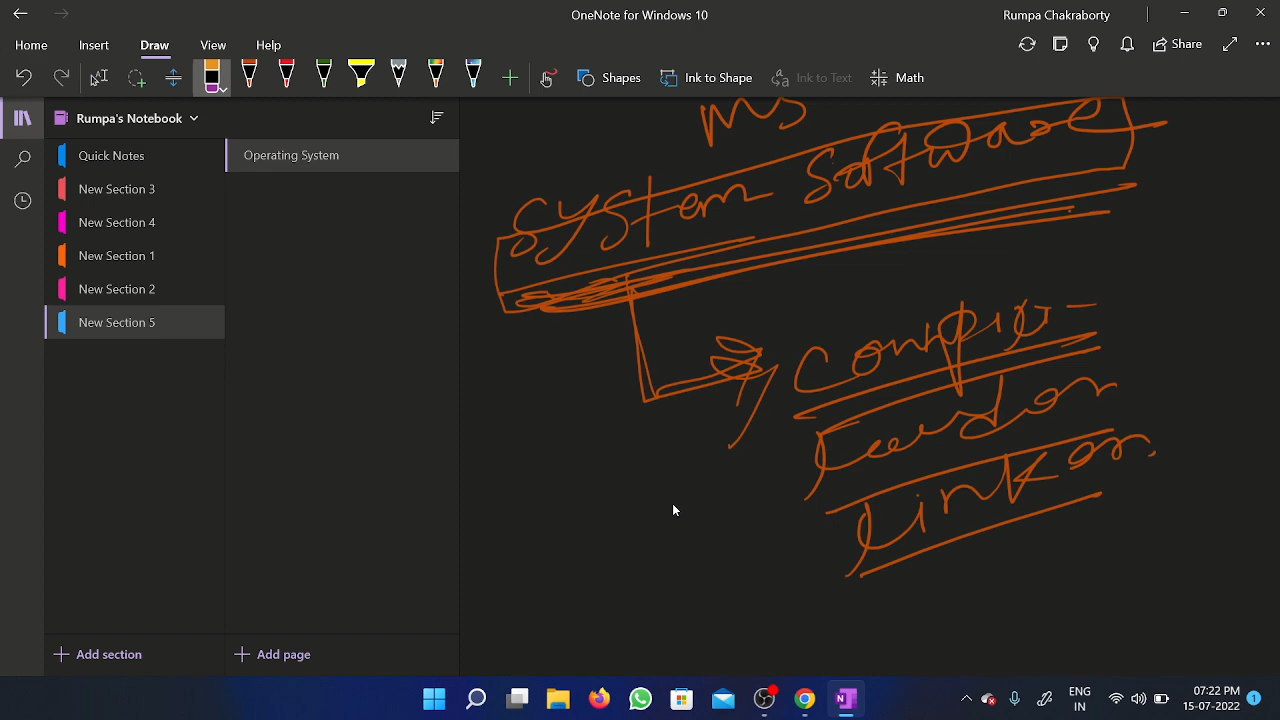 OneNote for Windows 10
Rumpa Chakraborty
Home Insert Draw View Help
Share
Shapes Ink to Shape Ink to Text Math
Rumpa's Notebook
Quick Notes
New Section 3
New Section 4
New Section 1
New Section 2
New Section 5
Operating System
MS
System Software
Linker
Add section
Add page
ENG
IN
07:22 PM
15-07-2022
1